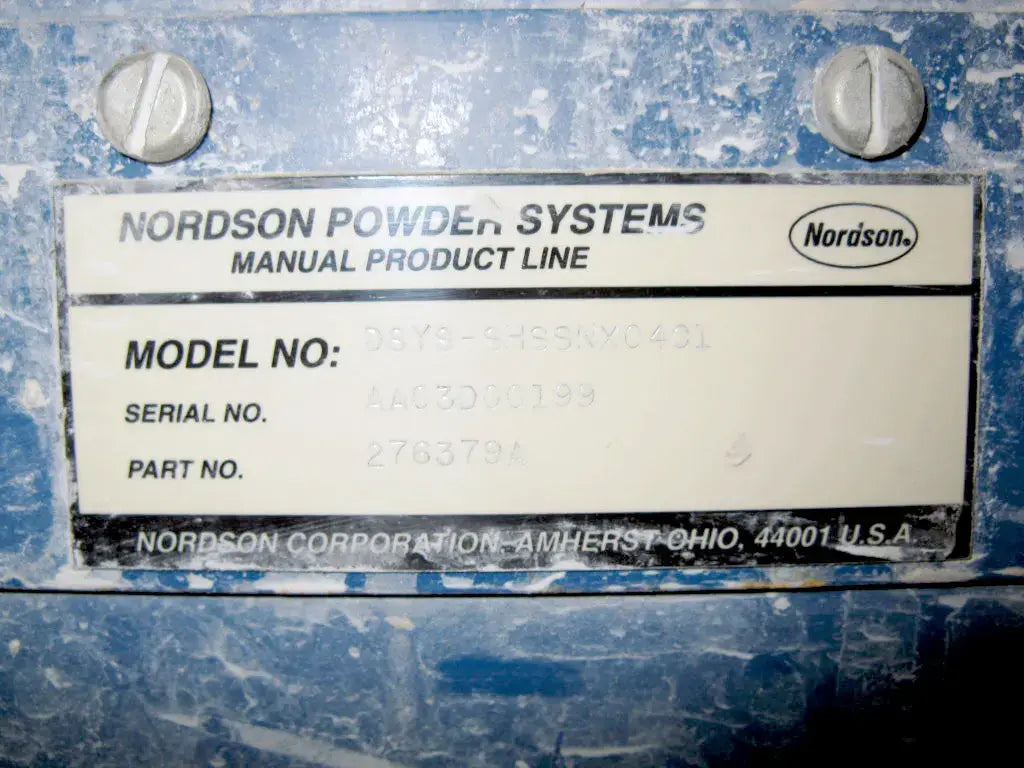 NORDSON POWDER SYSTEMS
MANUAL PRODUCT LINE
Nordson®
MODEL NO:
SERIAL NO. AAC3D00199
PART NO. 276379A
NORDSON CORPORATION, AMHERST OHIO, 44001 U.S.A